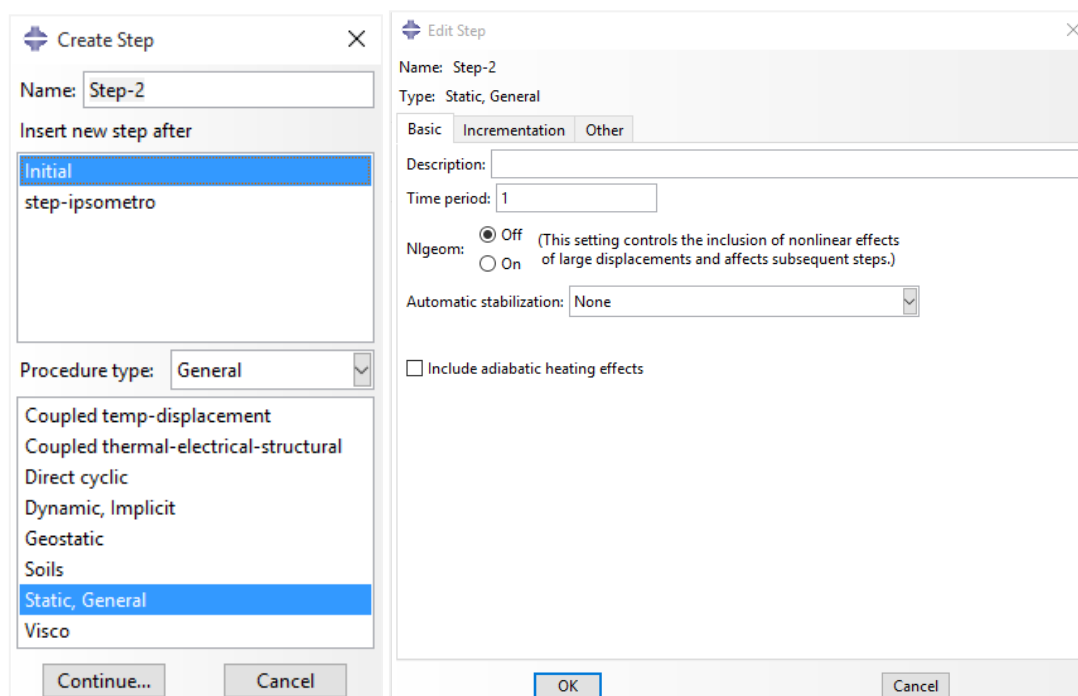 Create Step
Name: Step-2
Insert new step after
Initial
step-ipsometro
Procedure type: General
Coupled temp-displacement
Coupled thermal-electrical-structural
Direct cyclic
Dynamic, Implicit
Geostatic
Soils
Static, General
Visco
Continue...
Cancel
Edit Step
Name: Step-2
Type: Static, General
Basic
Incrementation
Other
Description:
Time period: 1
Nlgeom:
Off
On
(This setting controls the inclusion of nonlinear effects
of large displacements and affects subsequent steps.)
Automatic stabilization: None
Include adiabatic heating effects
OK
Cancel